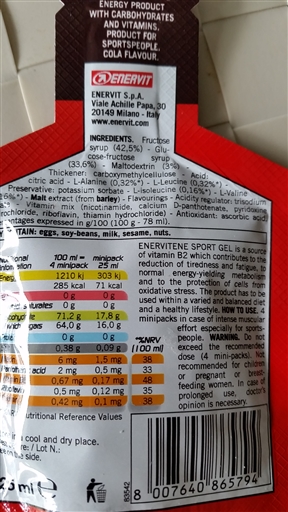 ENERGY PRODUCT
WITH CARBOHYDRATES
AND VITAMINS.
PRODUCT FOR
SPORTSPEOPLE.
COLA FLAVOUR.
ENERVIT
ENERVIT S.p.A.
Viale Achille Papa, 30
20149 Milano - Italy
www.enervit.com
INGREDIENTS. Fructose
syrup (42,5%) - Glu-
cose-fructose syrup
(33,6%) - Maltodextrin (3%)
Thickener: carboxymethylcellulose - Acid:
citric acid - L-Alanine (0,32%*) - L-Leucine (0,32%*) -
Preservative: potassium sorbate - L-isoleucine (0,16%*) - L-Valine
- Malt extract (from barley) - Flavourings - Acidity regulator: trisodium
- Vitamin mix (nicotinamide, calcium D-pantothenate, pyridoxine
riboflavin, thiamin hydrochloride) - Antioxidant: ascorbic acid
expressed in g/100 (100 g - 78 ml).
eggs, soy-beans, milk, sesame, nuts.
100 ml = minipack
4 minipack 25 ml
1210 kj 303 kj
285 kcal 71 kcal
0 g 0 g
0 g 0 g
71,2 g 17,8 g
64,0 g 16,0 g
0 g 0 g
0,38 g 0,09 g
*%NRV
(100 ml)
6 mg 1,5 mg 38
acid 2 mg 0,5 mg 33
0,67 mg 0,17 mg 48
0,5 mg 0,12 mg 35
0,42 mg 0,1 mg 38
Nutritional Reference Values
ENERVITENE SPORT GEL is a source
of vitamin B2 which contributes to the
reduction of tiredness and fatigue, to
normal energy-yielding metabolism
and to the protection of cells from
oxidative stress. The product has to be
used within a varied and balanced diet
and a healthy lifestyle. HOW TO USE. 4
minipacks in case of intense muscular
effort especially for sports-
people. WARNING. Do not
exceed the recommended
dose (4 mini-packs). Not
recommended for children
or pregnant or breast-
feeding women. In case of
prolonged use, doctor's
opinion is necessary.
in a cool and dry place.
/ Lot N.:
on the side.
ml e
83542
8 007640 865794